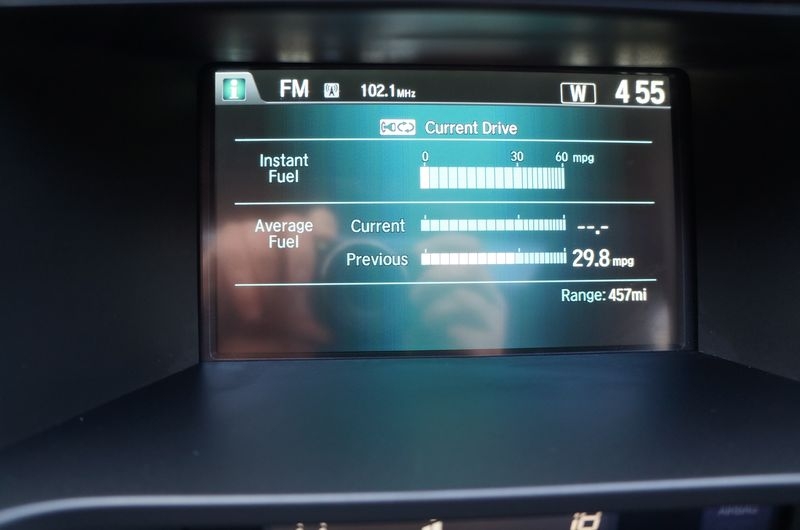 i FM 102.1MHz W 4 55
Current Drive
0 30 60 mpg
Instant
Fuel
Average
Fuel
Current --.-
Previous 29.8 mpg
Range: 457mi